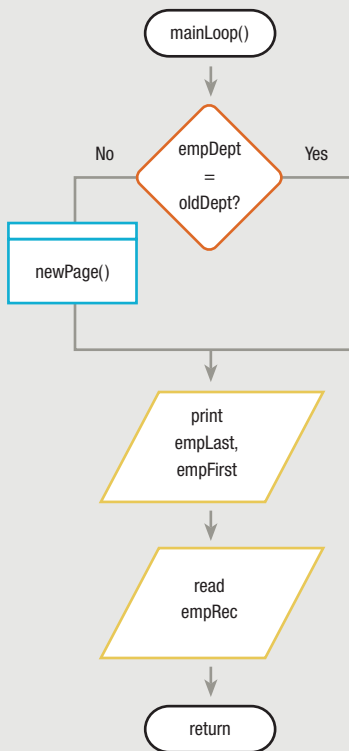 mainLoop()
No
empDept
=
oldDept?
Yes
newPage()
print
empLast,
empFirst
read
empRec
return